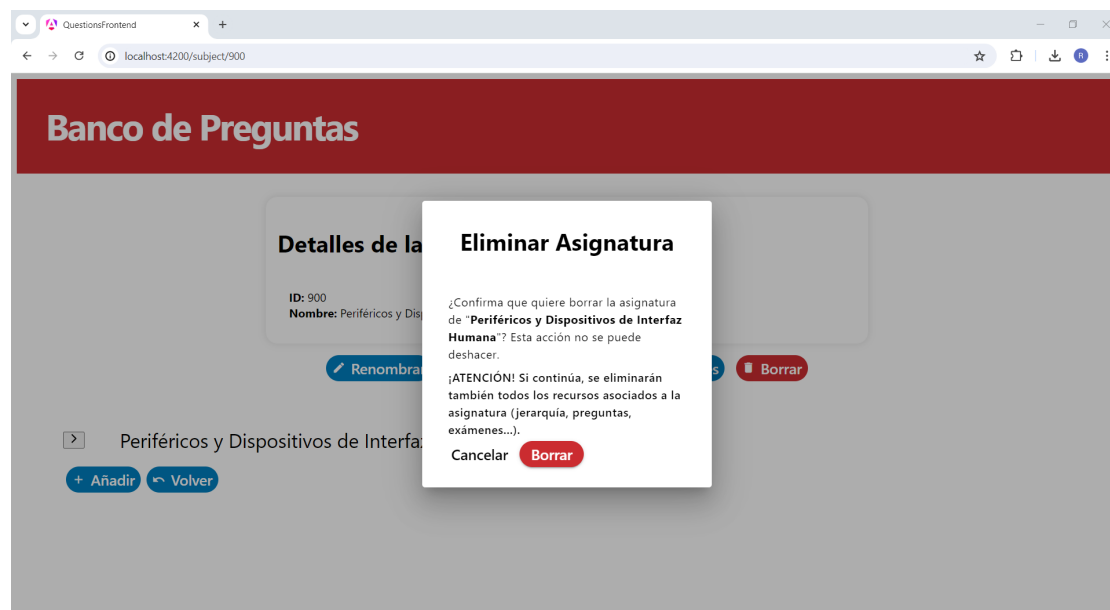 QuestionsFrontend
localhost:4200/subject/900
R
Banco de Preguntas
Detalles de la
ID: 900
Nombre: Periféricos y Dis
Renombra
s
Borrar
Eliminar Asignatura
¿Confirma que quiere borrar la asignatura
de "Periféricos y Dispositivos de Interfaz
Humana"? Esta acción no se puede
deshacer.
¡ATENCIÓN! Si continúa, se eliminarán
también todos los recursos asociados a la
asignatura (jerarquía, preguntas,
exámenes...).
Cancelar Borrar
Periféricos y Dispositivos de Interfaz
+ Añadir Volver